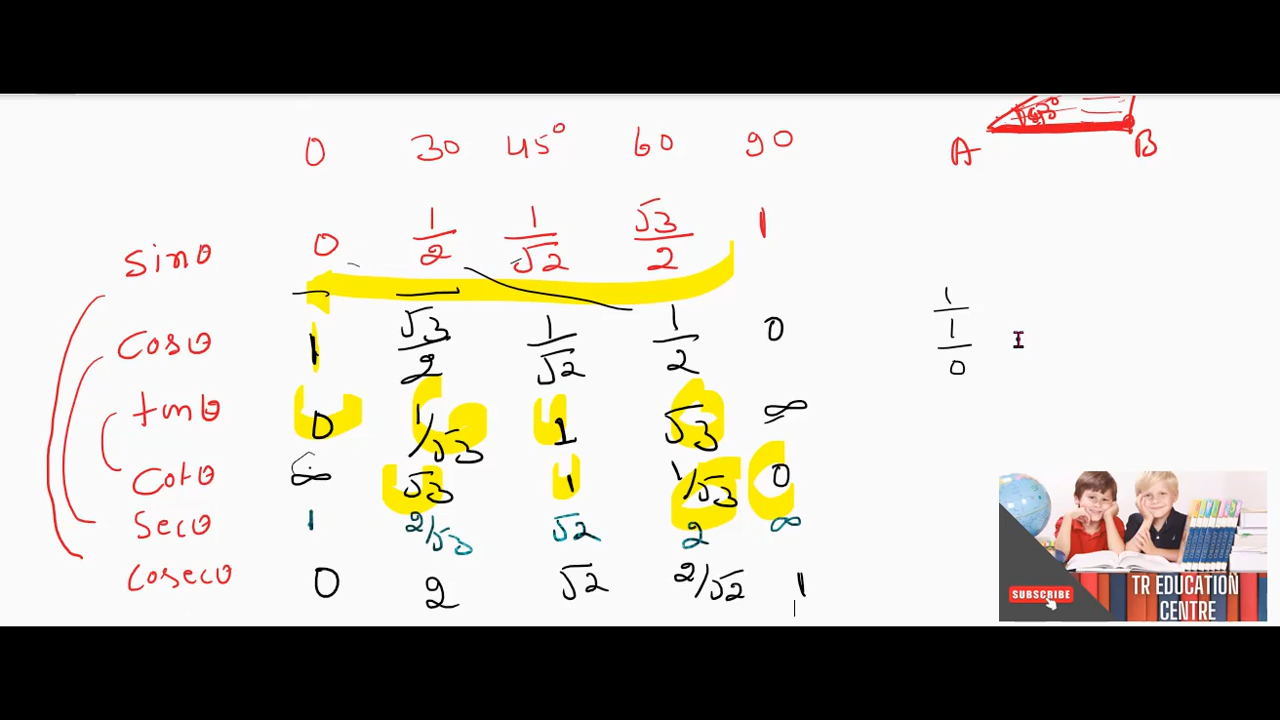 A B
0 30 45° 60 90
sinθ 0 1/2 1/√2 √3/2 1
cosθ 1 √3/2 1/√2 1/2 0
tanθ 0 1/√3 1 √3 ∞
cotθ ∞ √3 1 1/√3 0
secθ 1 2/√3 √2 2 ∞
cosecθ 0 2 √2 2/√2 1
1
1
0
SUBSCRIBE
TR EDUCATION
CENTRE